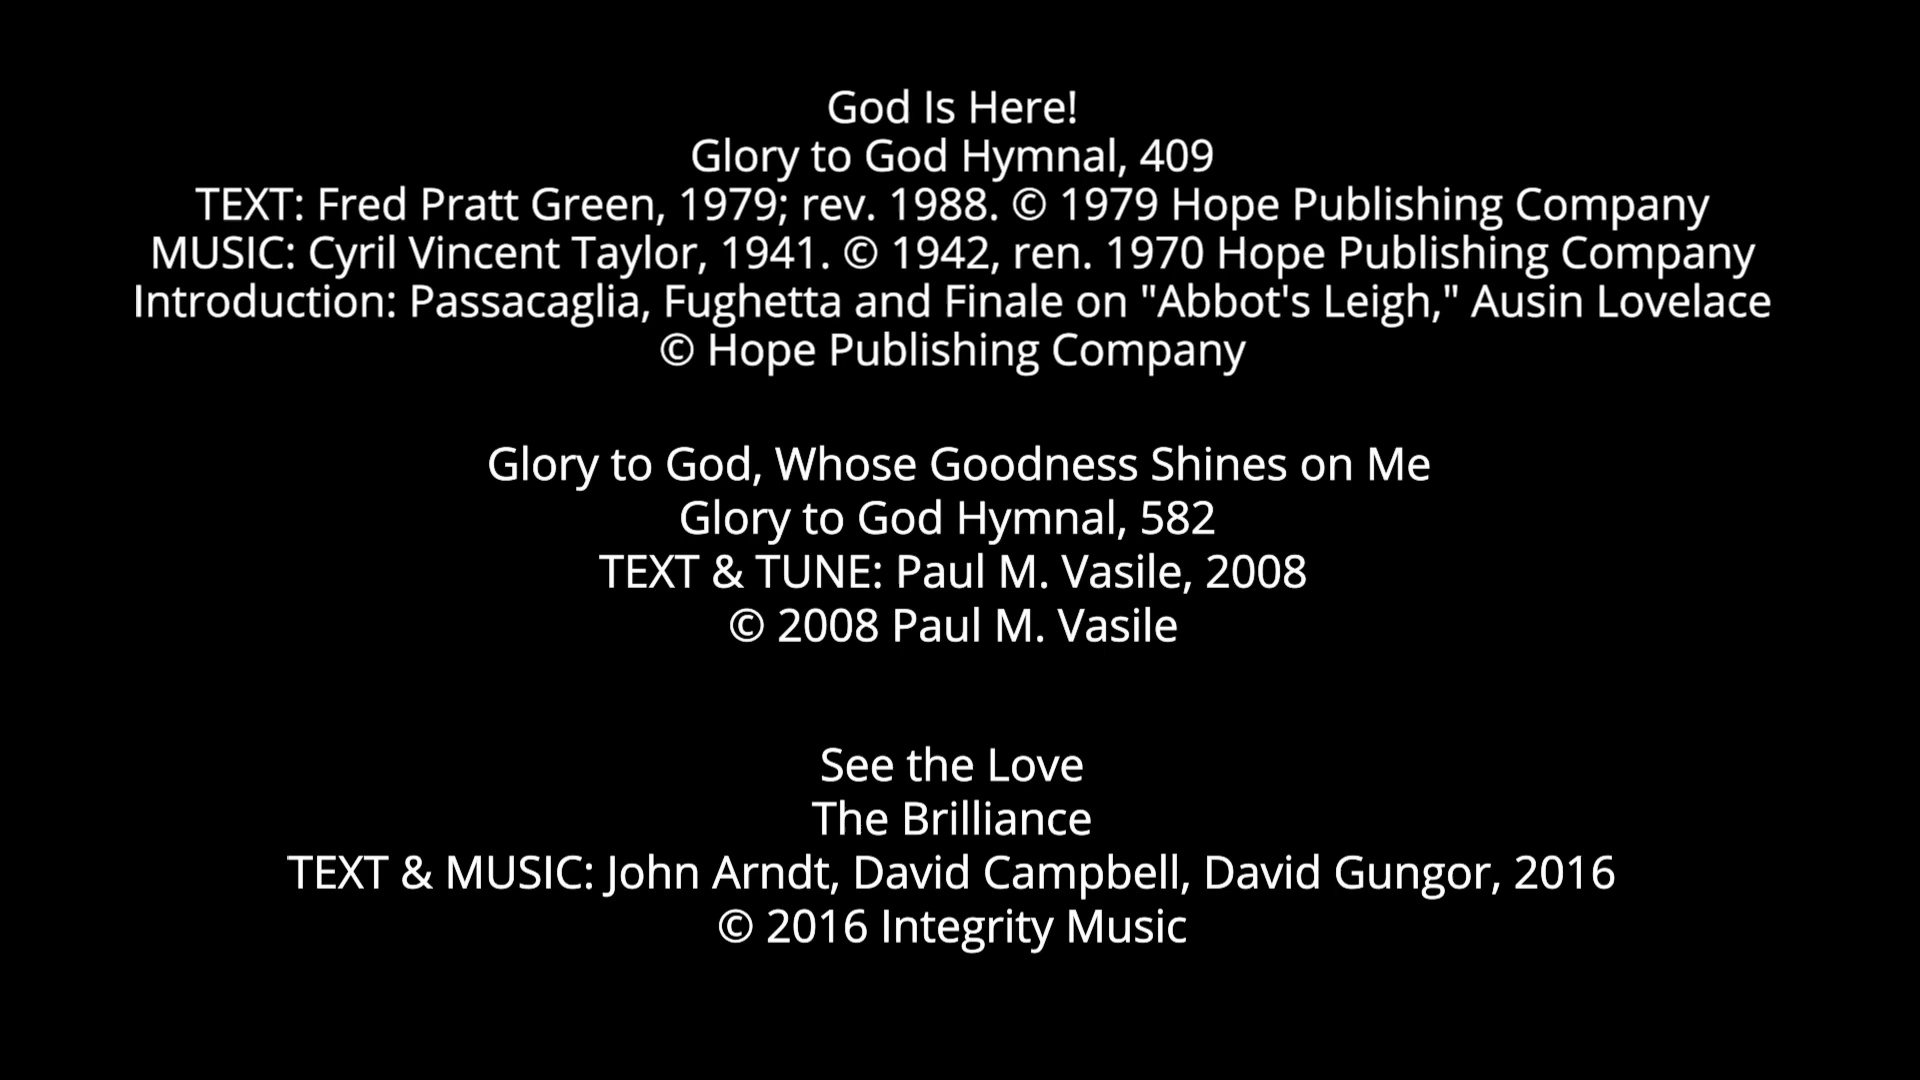 God Is Here!
Glory to God Hymnal, 409
TEXT: Fred Pratt Green, 1979; rev. 1988. © 1979 Hope Publishing Company
MUSIC: Cyril Vincent Taylor, 1941. © 1942, ren. 1970 Hope Publishing Company
Introduction: Passacaglia, Fughetta and Finale on "Abbot's Leigh," Ausin Lovelace
© Hope Publishing Company
Glory to God, Whose Goodness Shines on Me
Glory to God Hymnal, 582
TEXT & TUNE: Paul M. Vasile, 2008
© 2008 Paul M. Vasile
See the Love
The Brilliance
TEXT & MUSIC: John Arndt, David Campbell, David Gungor, 2016
© 2016 Integrity Music